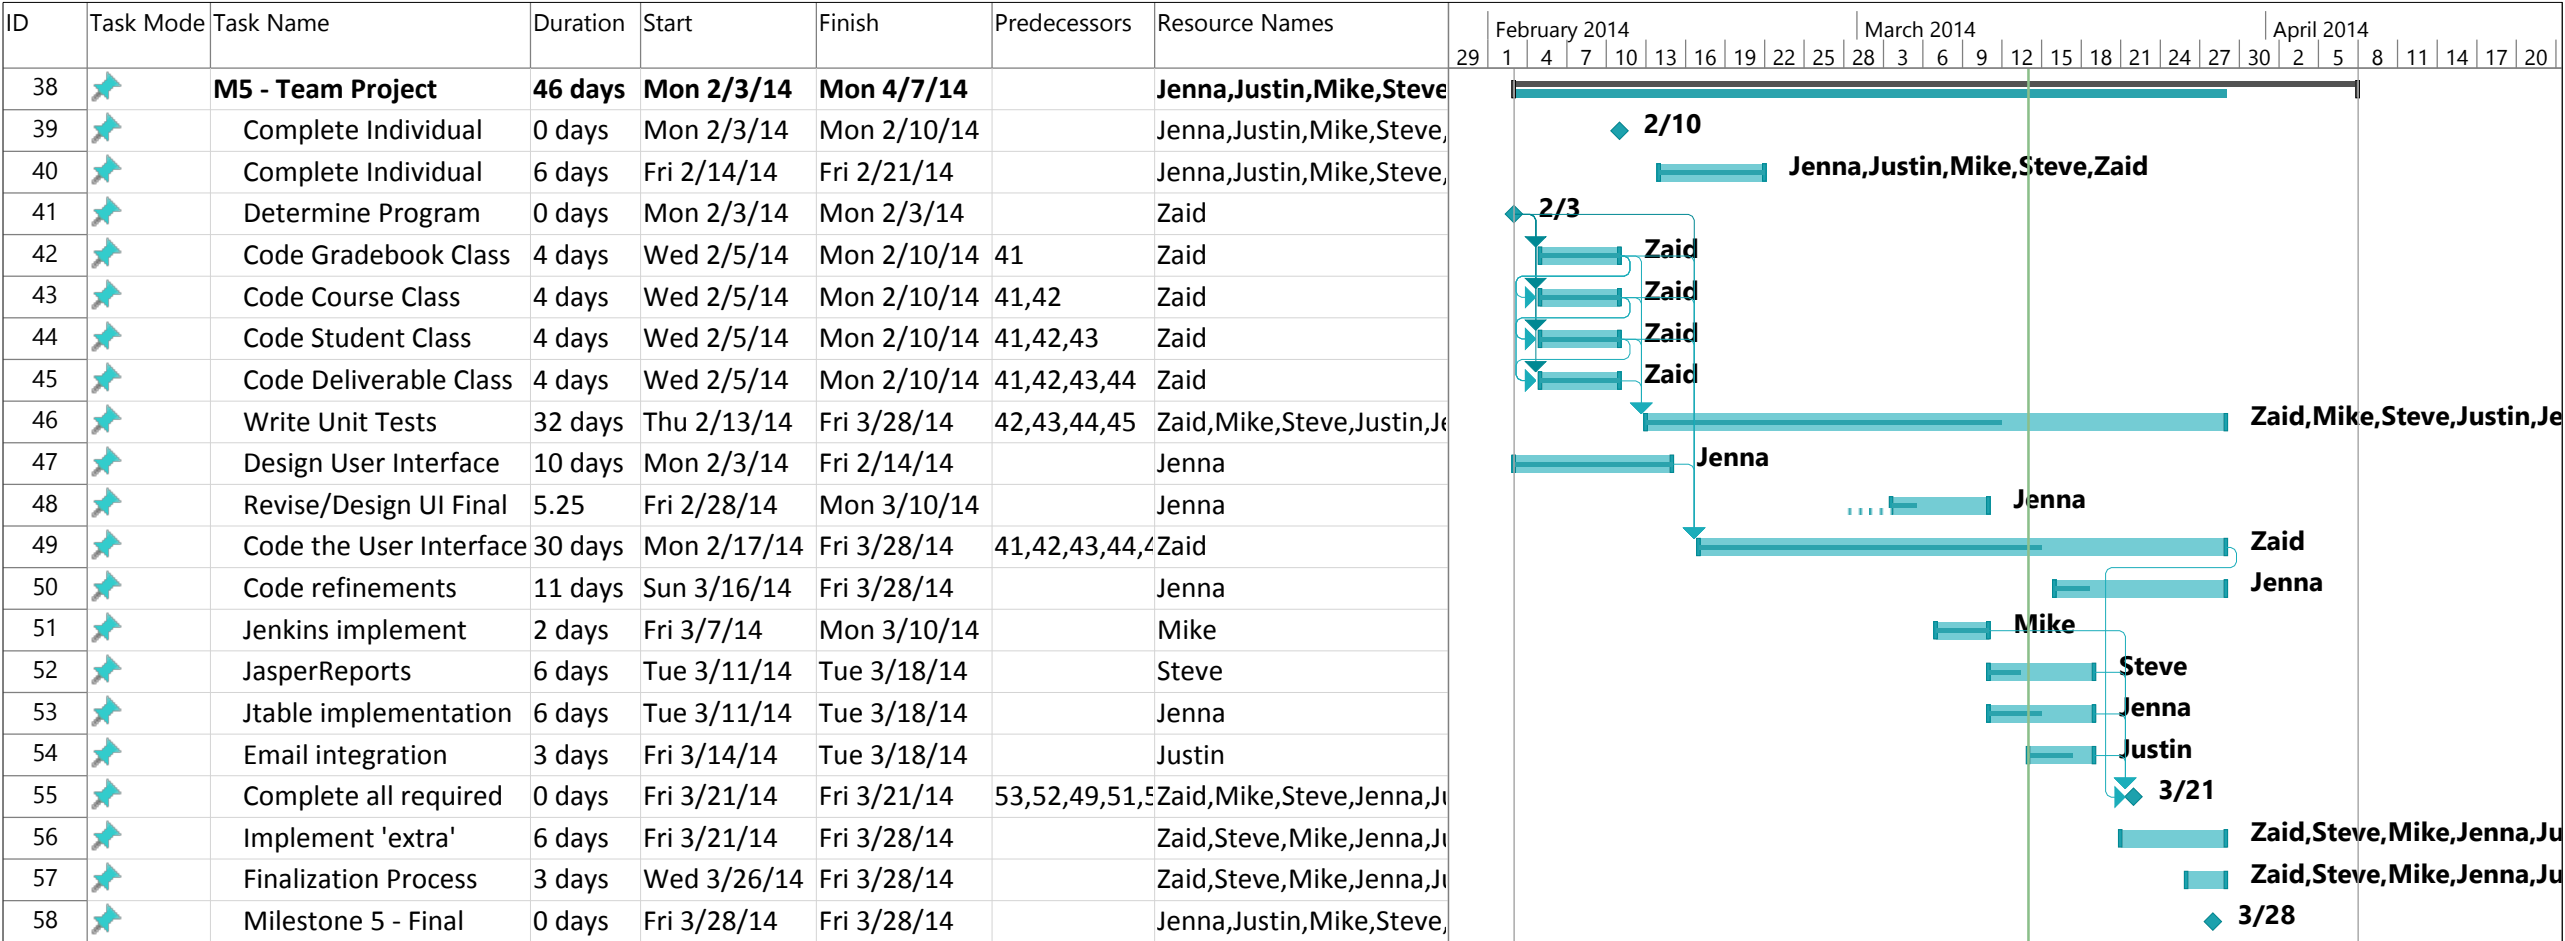 ID Task Mode Task Name Duration Start Finish Predecessors Resource Names
February 2014 March 2014 April 2014
29 1 4 7 10 13 16 19 22 25 28 3 6 9 12 15 18 21 24 27 30 2 5 8 11 14 17 20
38 M5 - Team Project 46 days Mon 2/3/14 Mon 4/7/14 Jenna,Justin,Mike,Steve
39 Complete Individual 0 days Mon 2/3/14 Mon 2/10/14 Jenna,Justin,Mike,Steve, 2/10
40 Complete Individual 6 days Fri 2/14/14 Fri 2/21/14 Jenna,Justin,Mike,Steve, Jenna,Justin,Mike,Steve,Zaid
41 Determine Program 0 days Mon 2/3/14 Mon 2/3/14 Zaid 2/3
42 Code Gradebook Class 4 days Wed 2/5/14 Mon 2/10/14 41 Zaid Zaid
43 Code Course Class 4 days Wed 2/5/14 Mon 2/10/14 41,42 Zaid Zaid
44 Code Student Class 4 days Wed 2/5/14 Mon 2/10/14 41,42,43 Zaid Zaid
45 Code Deliverable Class 4 days Wed 2/5/14 Mon 2/10/14 41,42,43,44 Zaid Zaid
46 Write Unit Tests 32 days Thu 2/13/14 Fri 3/28/14 42,43,44,45 Zaid,Mike,Steve,Justin,Je Zaid,Mike,Steve,Justin,Je
47 Design User Interface 10 days Mon 2/3/14 Fri 2/14/14 Jenna Jenna
48 Revise/Design UI Final 5.25 Fri 2/28/14 Mon 3/10/14 Jenna Jenna
49 Code the User Interface 30 days Mon 2/17/14 Fri 3/28/14 41,42,43,44,4 Zaid Zaid
50 Code refinements 11 days Sun 3/16/14 Fri 3/28/14 Jenna Jenna
51 Jenkins implement 2 days Fri 3/7/14 Mon 3/10/14 Mike Mike
52 JasperReports 6 days Tue 3/11/14 Tue 3/18/14 Steve Steve
53 Jtable implementation 6 days Tue 3/11/14 Tue 3/18/14 Jenna Jenna
54 Email integration 3 days Fri 3/14/14 Tue 3/18/14 Justin Justin
55 Complete all required 0 days Fri 3/21/14 Fri 3/21/14 53,52,49,51,5 Zaid,Mike,Steve,Jenna,Ju 3/21
56 Implement 'extra' 6 days Fri 3/21/14 Fri 3/28/14 Zaid,Steve,Mike,Jenna,Ju Zaid,Steve,Mike,Jenna,Ju
57 Finalization Process 3 days Wed 3/26/14 Fri 3/28/14 Zaid,Steve,Mike,Jenna,Ju Zaid,Steve,Mike,Jenna,Ju
58 Milestone 5 - Final 0 days Fri 3/28/14 Fri 3/28/14 Jenna,Justin,Mike,Steve, 3/28